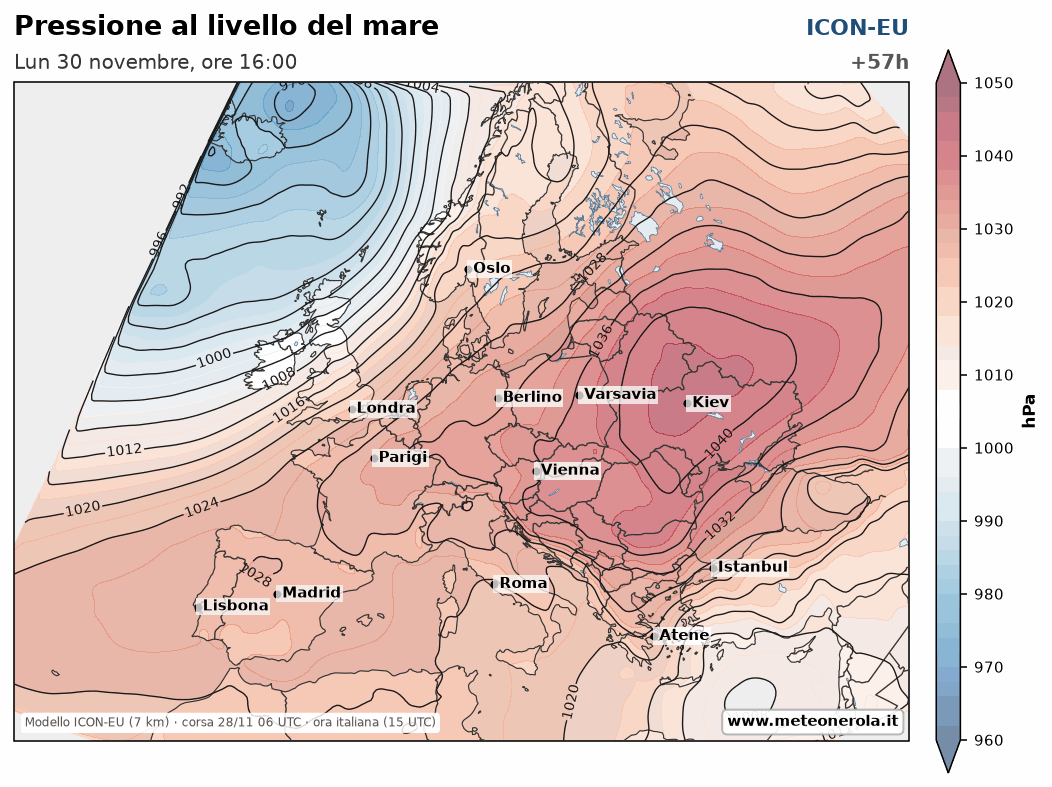 Pressione al livello del mare
ICON-EU
Lun 30 novembre, ore 16:00
+57h
1004
992
996
1000
1008
1016
1012
1020
1024
1028
1028
1036
1040
1032
1020
Oslo
Berlino
Varsavia
Londra
Kiev
Parigi
Vienna
Istanbul
Roma
Madrid
Lisbona
Atene
1050
1040
1030
1020
1010
1000
990
980
970
960
hPa
Modello ICON-EU (7 km) · corsa 28/11 06 UTC · ora italiana (15 UTC)
www.meteonerola.it